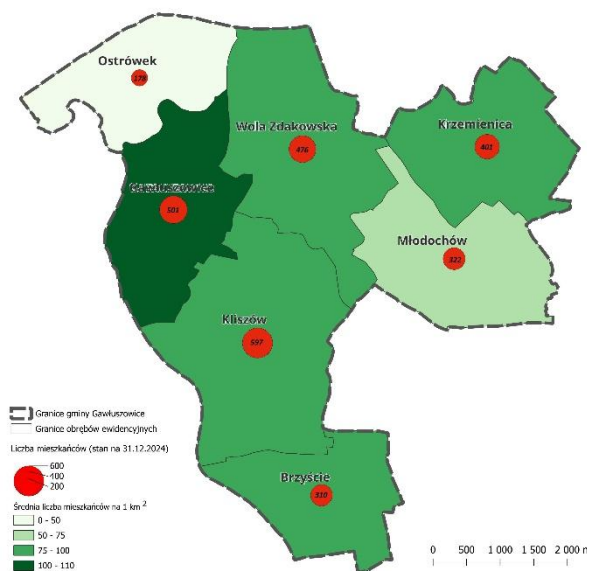 Ostrówek
178
Wola Zdakowska
476
Krzemienica
401
Gawłuszowice
501
Młodochów
322
Kliszów
597
Brzyście
310
Granice gminy Gawłuszowice
Granice obrębów ewidencyjnych
Liczba mieszkańców (stan na 31.12.2024)
600
400
200
Średnia liczba mieszkańców na 1 km 2
0 - 50
50 - 75
75 - 100
100 - 110
0 500 1 000 1 500 2 000 m